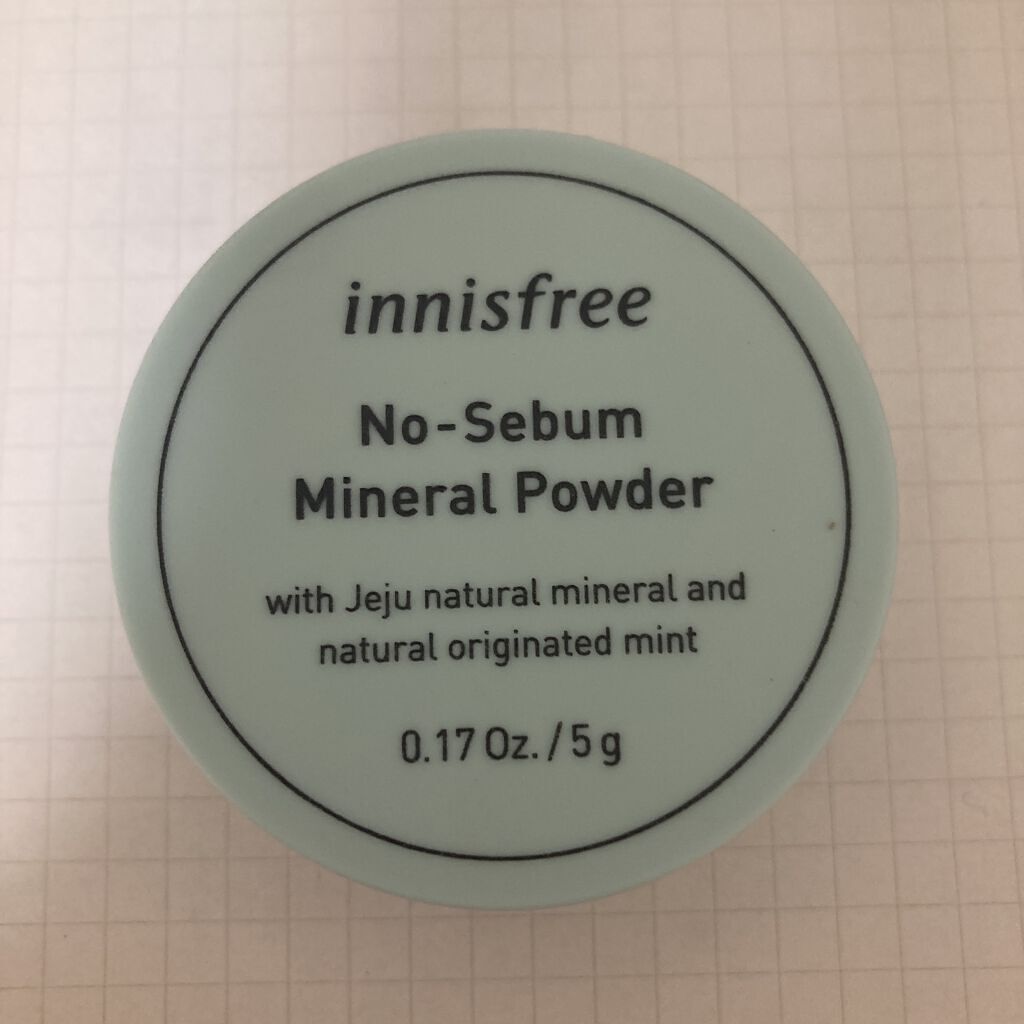 innisfree
No-Sebum
Mineral Powder
with Jeju natural mineral and
natural originated mint
0.17 Oz. / 5 g